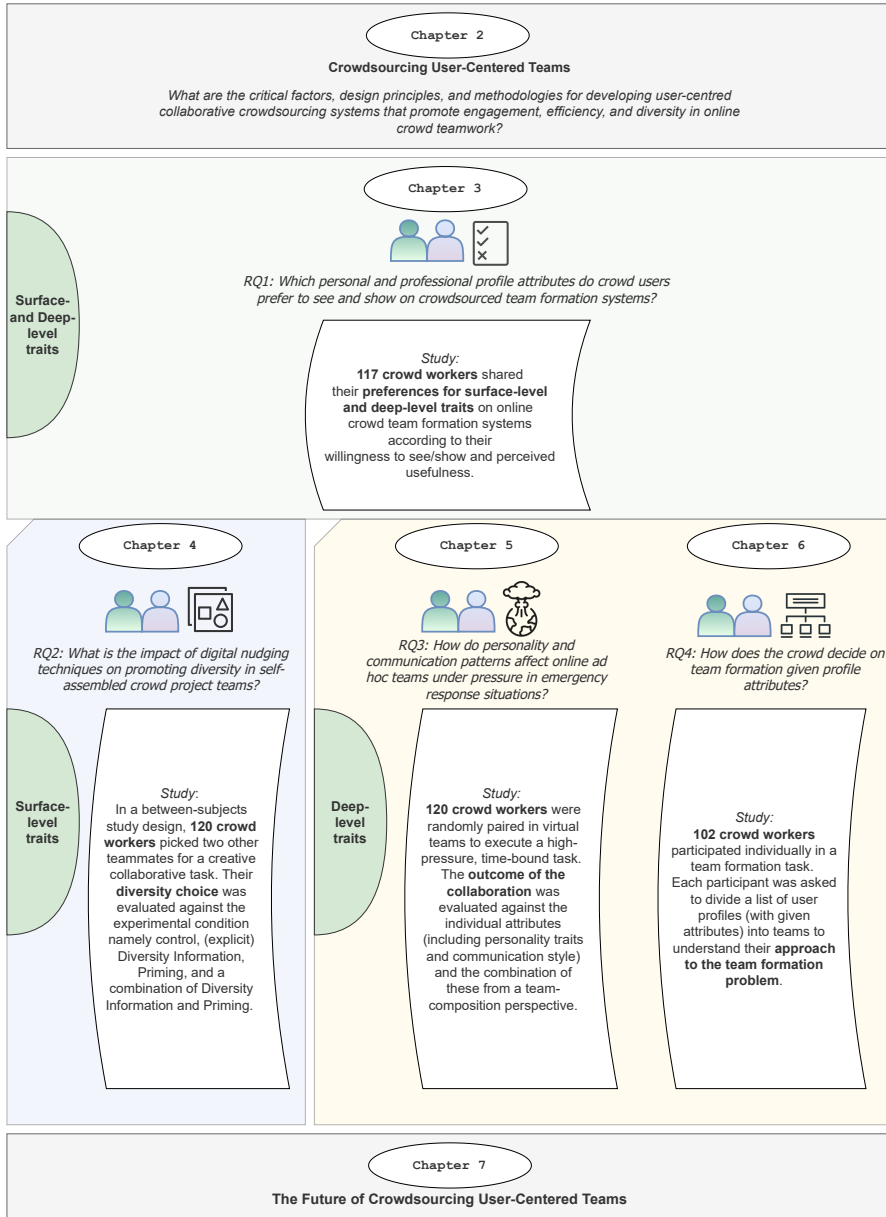 Chapter 2
Crowdsourcing User-Centered Teams
What are the critical factors, design principles, and methodologies for developing user-centred
collaborative crowdsourcing systems that promote engagement, efficiency, and diversity in online
crowd teamwork?
Chapter 3
RQ1: Which personal and professional profile attributes do crowd users
prefer to see and show on crowdsourced team formation systems?
Surface-
and Deep-
level
traits
Study:
117 crowd workers shared
their preferences for surface-level
and deep-level traits on online
crowd team formation systems
according to their
willingness to see/show and perceived
usefulness.
Chapter 4
RQ2: What is the impact of digital nudging
techniques on promoting diversity in self-
assembled crowd project teams?
Surface-
level
traits
Study:
In a between-subjects
study design, 120 crowd
workers picked two other
teammates for a creative
collaborative task. Their
diversity choice was
evaluated against the
experimental condition
namely control, (explicit)
Diversity Information,
Priming, and a
combination of Diversity
Information and Priming.
Chapter 5
RQ3: How do personality and
communication patterns affect online ad
hoc teams under pressure in emergency
response situations?
Deep-
level
traits
Study:
120 crowd workers were
randomly paired in virtual
teams to execute a high-
pressure, time-bound task.
The outcome of the
collaboration was
evaluated against the
individual attributes
(including personality traits
and communication style)
and the combination of
these from a team-
composition perspective.
Chapter 6
RQ4: How does the crowd decide on
team formation given profile
attributes?
Study:
102 crowd workers
participated individually in a
team formation task.
Each participant was asked
to divide a list of user
profiles (with given
attributes) into teams to
understand their approach
to the team formation
problem.
Chapter 7
The Future of Crowdsourcing User-Centered Teams